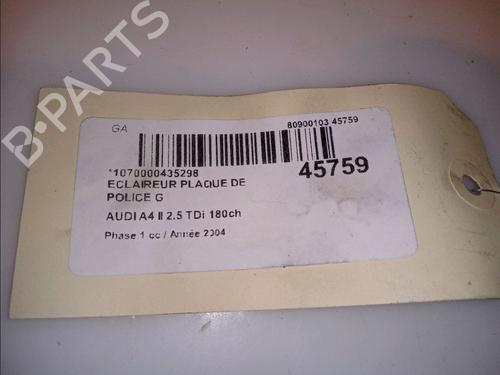 B-PARTS
GA
80900103 45759
*1070000435298
45759
ECLAIREUR PLAQUE DE
POLICE G
AUDI A4 II 2.5 TDi 180ch
Phase 1 cc / Année 2004